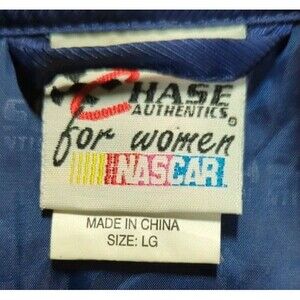 CHASE
AUTHENTICS®
for women
NASCAR
MADE IN CHINA
SIZE: LG